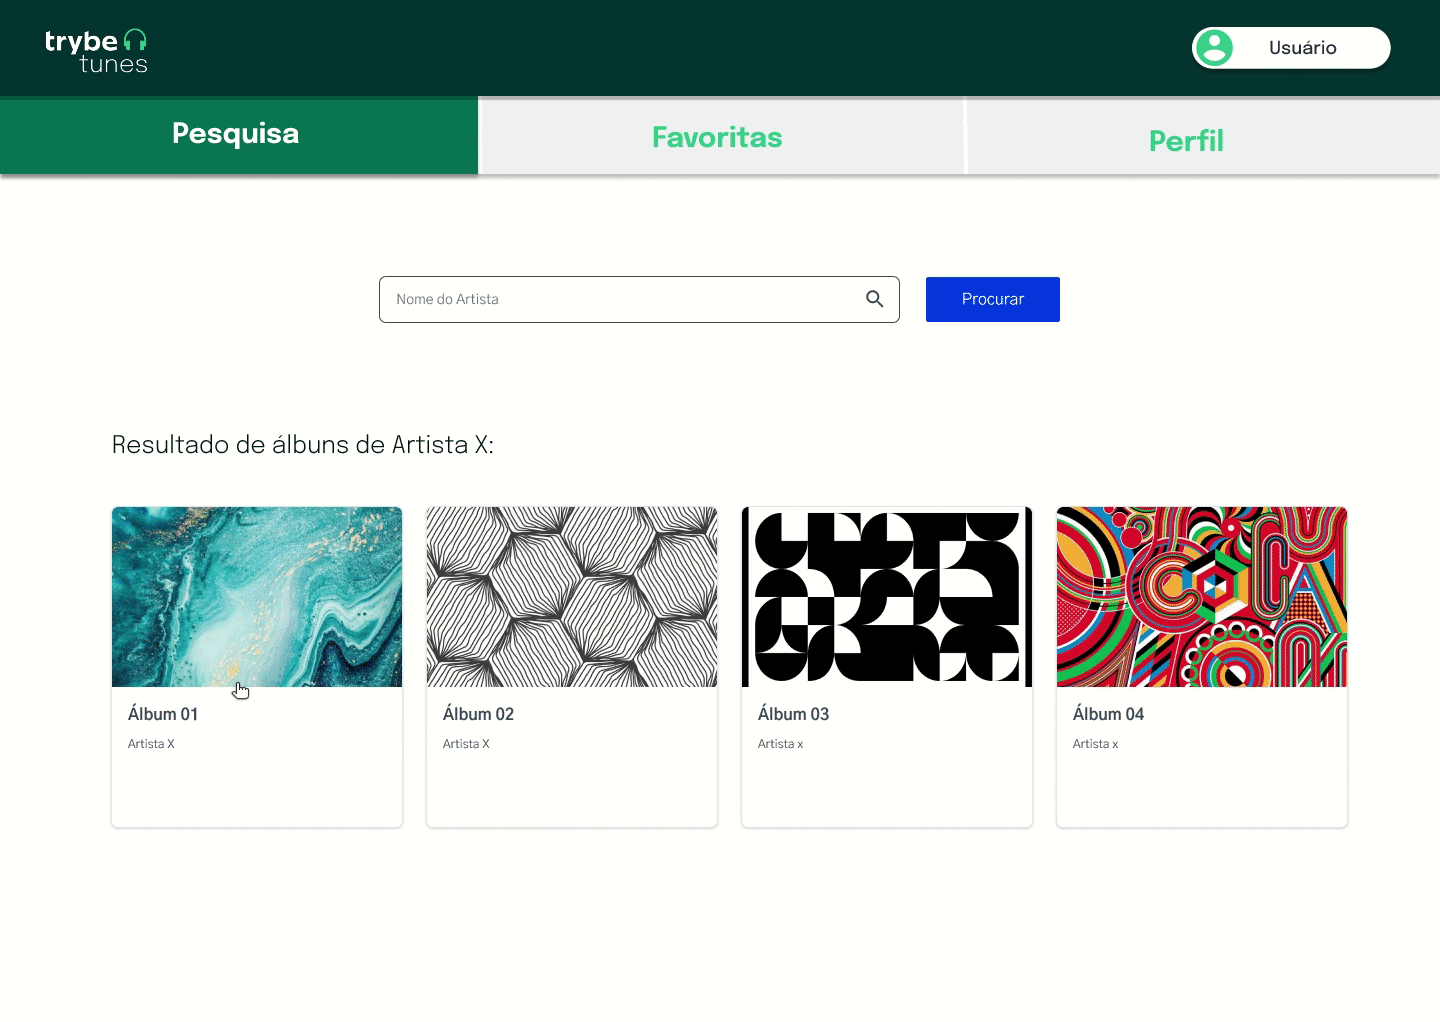 trybe
tunes
Usuário
Pesquisa
Favoritas
Perfil
Nome do Artista
Procurar
Resultado de álbuns de Artista X:
Álbum 01
Artista X
Álbum 02
Artista X
Álbum 03
Artista x
Álbum 04
Artista x